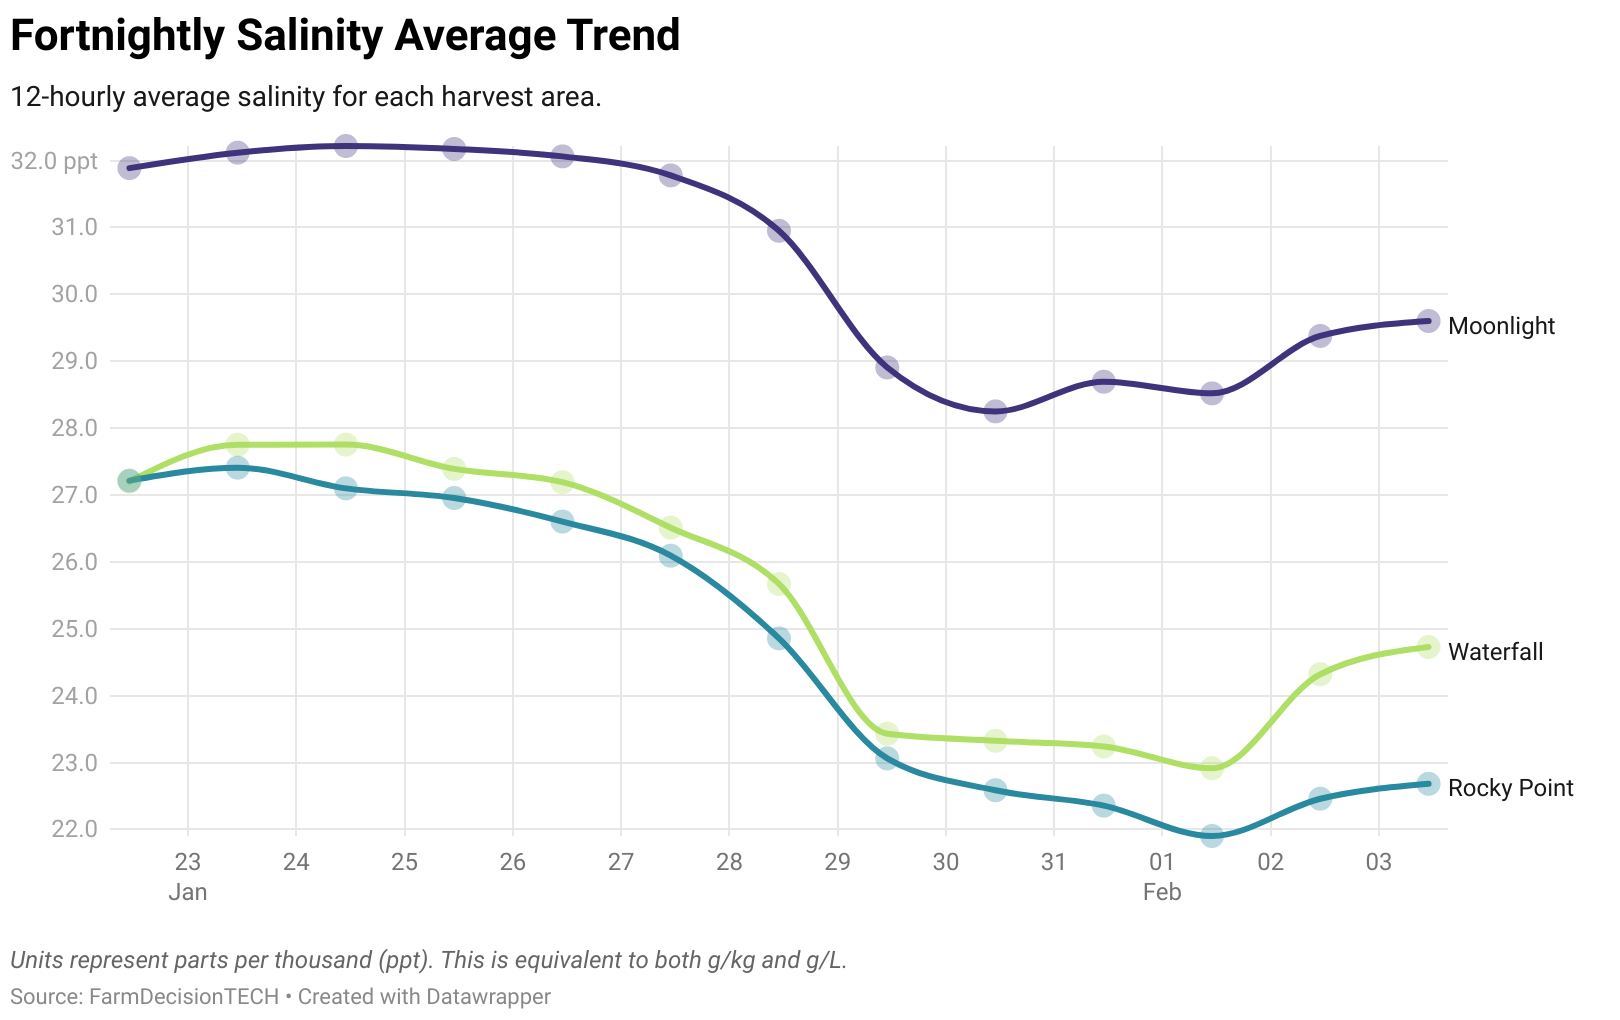 Fortnightly Salinity Average Trend
12-hourly average salinity for each harvest area.
32.0 ppt
31.0
30.0
29.0
28.0
27.0
26.0
25.0
24.0
23.0
22.0
Moonlight
Waterfall
Rocky Point
23 24 25 26 27 28 29 30 31 01 02 03
Jan Feb
Units represent parts per thousand (ppt). This is equivalent to both g/kg and g/L.
Source: FarmDecisionTECH • Created with Datawrapper